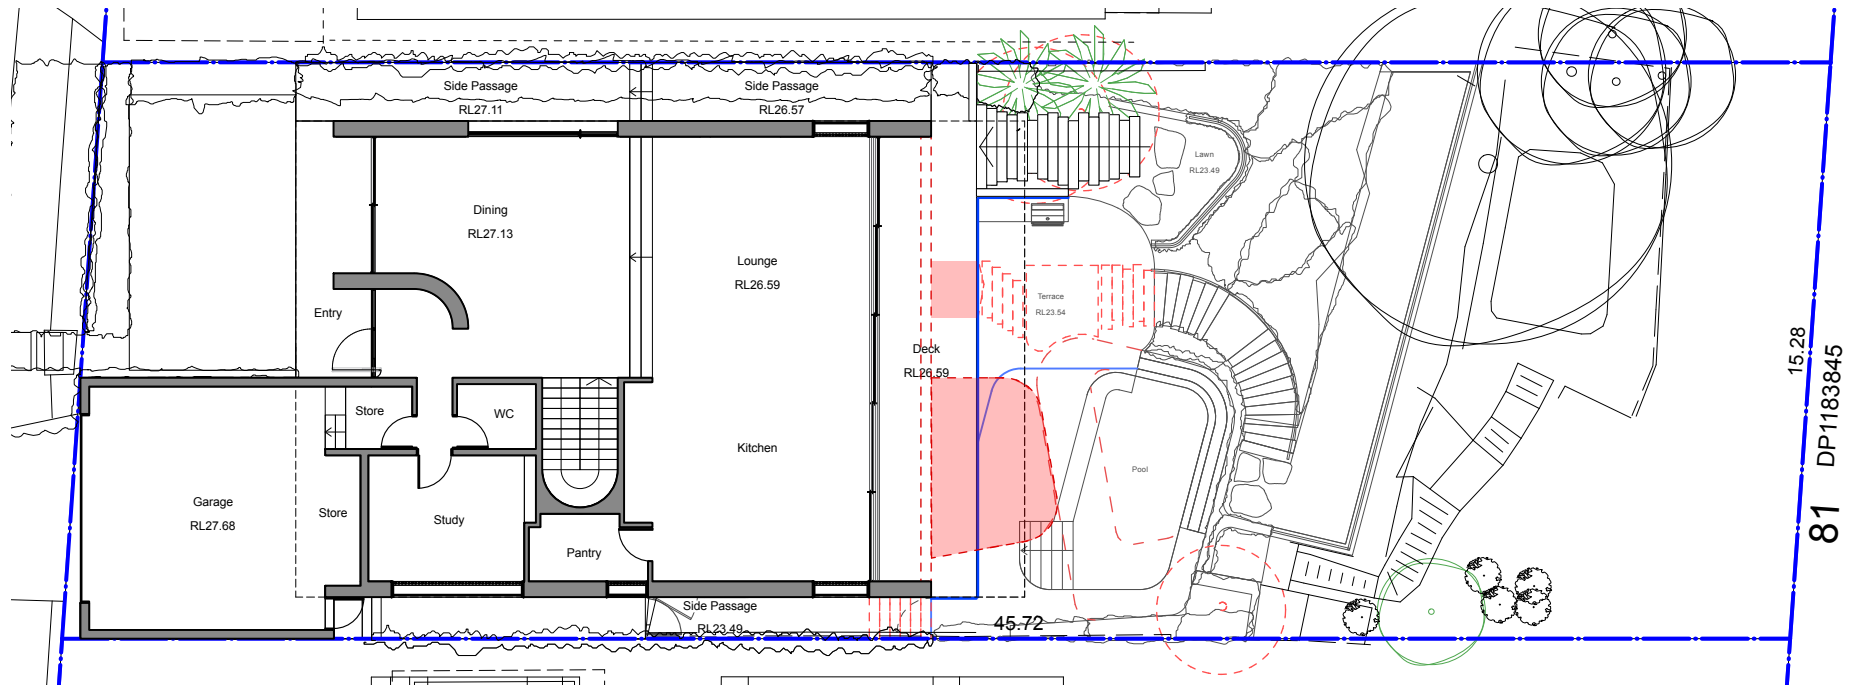 Side Passage
RL27.11
Side Passage
RL26.57
Lawn
RL23.49
Dining
RL27.13
Lounge
RL26.59
Entry
Terrace
RL23.54
Deck
RL26.59
15.28
DP1183845
81
Store
WC
Kitchen
Pool
Garage
RL27.68
Store
Study
Pantry
Side Passage
RL23.49
45.72